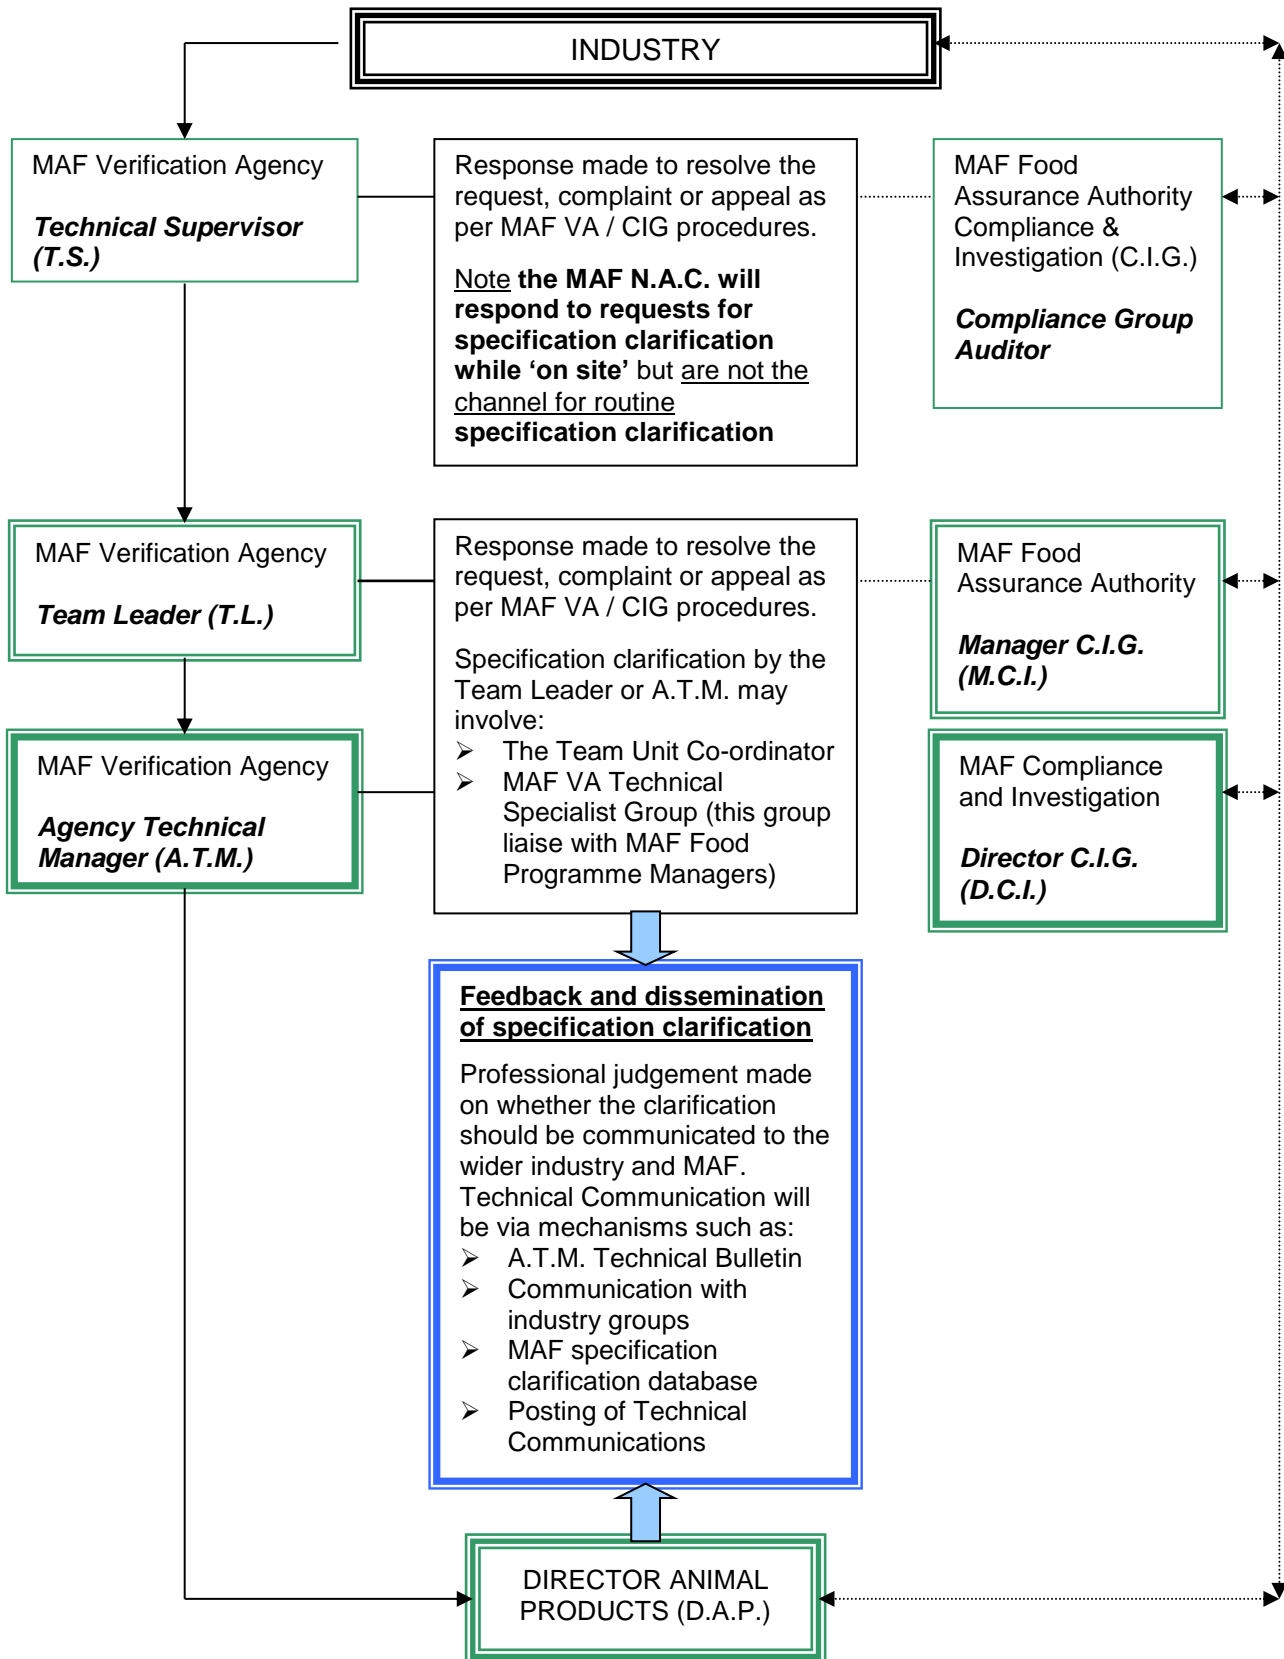 INDUSTRY
MAF Verification Agency
Technical Supervisor
(T.S.)
Response made to resolve the
request, complaint or appeal as
per MAF VA / CIG procedures.
Note the MAF N.A.C. will
respond to requests for
specification clarification
while ‘on site’ but are not the
channel for routine
specification clarification
MAF Food
Assurance Authority
Compliance &
Investigation (C.I.G.)
Compliance Group
Auditor
MAF Verification Agency
Team Leader (T.L.)
Response made to resolve the
request, complaint or appeal as
per MAF VA / CIG procedures.
Specification clarification by the
Team Leader or A.T.M. may
involve:
➢ The Team Unit Co-ordinator
➢ MAF VA Technical
Specialist Group (this group
liaise with MAF Food
Programme Managers)
MAF Food
Assurance Authority
Manager C.I.G.
(M.C.I.)
MAF Verification Agency
Agency Technical
Manager (A.T.M.)
MAF Compliance
and Investigation
Director C.I.G.
(D.C.I.)
Feedback and dissemination
of specification clarification
Professional judgement made
on whether the clarification
should be communicated to the
wider industry and MAF.
Technical Communication will
be via mechanisms such as:
➢ A.T.M. Technical Bulletin
➢ Communication with
industry groups
➢ MAF specification
clarification database
➢ Posting of Technical
Communications
DIRECTOR ANIMAL
PRODUCTS (D.A.P.)